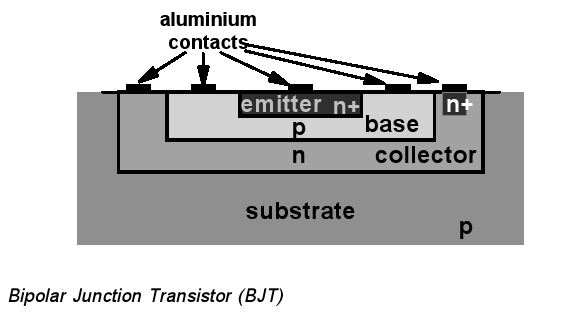 aluminium
contacts
emitter n+
n+
p
base
n
collector
substrate
p
Bipolar Junction Transistor (BJT)